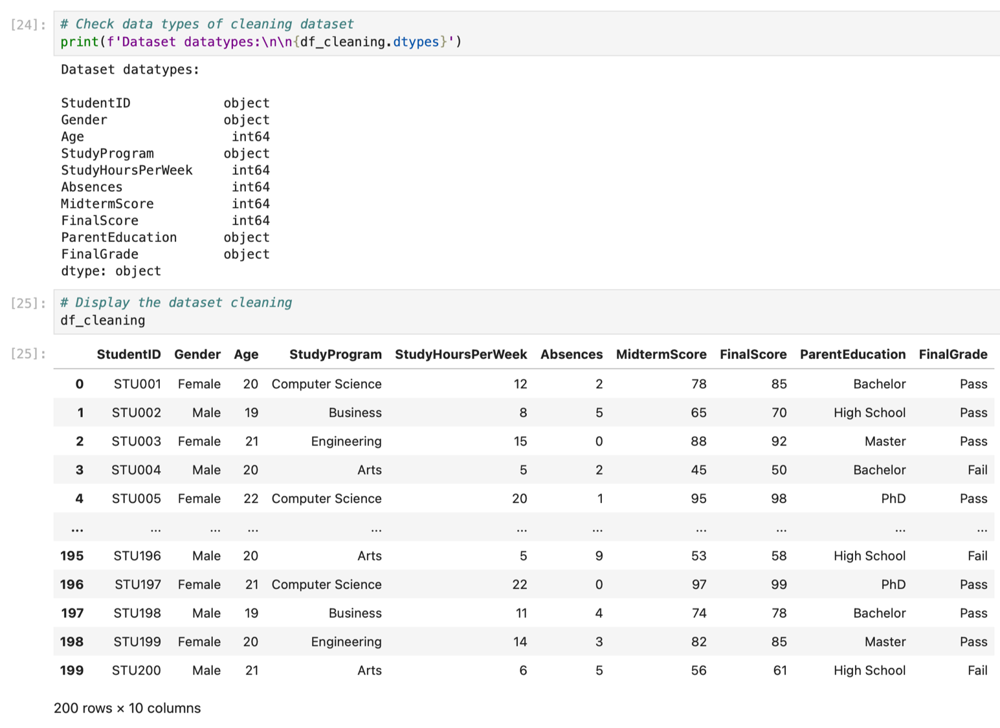 [24]: # Check data types of cleaning dataset
print(f'Dataset datatypes:\n\n{df_cleaning.dtypes}')
Dataset datatypes:
StudentID object
Gender object
Age int64
StudyProgram object
StudyHoursPerWeek int64
Absences int64
MidtermScore int64
FinalScore int64
ParentEducation object
FinalGrade object
dtype: object
[25]: # Display the dataset cleaning
df_cleaning
[25]: StudentID Gender Age StudyProgram StudyHoursPerWeek Absences MidtermScore FinalScore ParentEducation FinalGrade
0 STU001 Female 20 Computer Science 12 2 78 85 Bachelor Pass
1 STU002 Male 19 Business 8 5 65 70 High School Pass
2 STU003 Female 21 Engineering 15 0 88 92 Master Pass
3 STU004 Male 20 Arts 5 2 45 50 Bachelor Fail
4 STU005 Female 22 Computer Science 20 1 95 98 PhD Pass
... ... ... ... ... ... ... ... ... ... ...
195 STU196 Male 20 Arts 5 9 53 58 High School Fail
196 STU197 Female 21 Computer Science 22 0 97 99 PhD Pass
197 STU198 Male 19 Business 11 4 74 78 Bachelor Pass
198 STU199 Female 20 Engineering 14 3 82 85 Master Pass
199 STU200 Male 21 Arts 6 5 56 61 High School Fail
200 rows × 10 columns